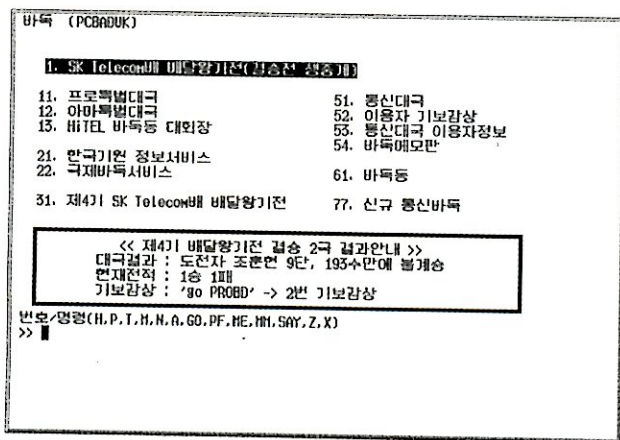 바둑 (PCBADUK)
1. SK Telecom배 배달왕기전(결승전 생중계)
11. 프로특별대국
12. 아마특별대국
13. HiTEL 바둑동 대회장
21. 한국기원 정보서비스
22. 국제바둑서비스
31. 제4기 SK Telecom배 배달왕기전
51. 통신대국
52. 이용자 기보감상
53. 통신대국 이용자정보
54. 바둑메모판
61. 바둑동
77. 신규 통신바둑
<< 제4기 배달왕기전 결승 2국 결과안내 >>
대국결과 : 도전자 조훈현 9단, 193수만에 불계승
현재전적 : 1승 1패
기보감상 : 'go PROBD' -> 2번 기보감상
번호/명령(H,P,T,M,N,A,GO,PF,ME,MM,SAY,Z,X)
>>